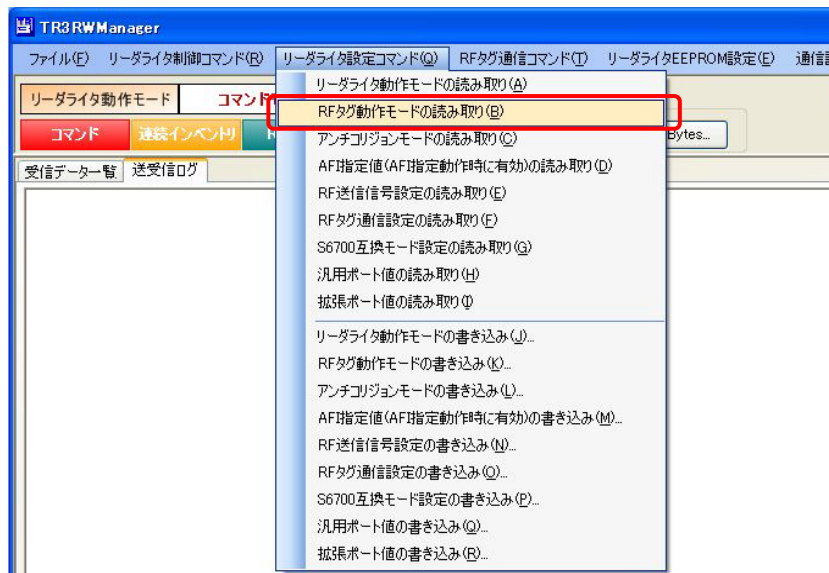 TR3RWManager
ファイル(F) リーダライタ制御コマンド(R) リーダライタ設定コマンド(Q) RFタグ通信コマンド(T) リーダライタEEPROM設定(E)
リーダライタ動作モード
コマンド 連続インベントリ Bytes...
受信データ一覧 送受信ログ
リーダライタ動作モードの読み取り(A)
RFタグ動作モードの読み取り(B)
アンチコリジョンモードの読み取り(C)
AFI指定値(AFI指定動作時に有効)の読み取り(D)
RF送信信号設定の読み取り(E)
RFタグ通信設定の読み取り(F)
S6700互換モード設定の読み取り(G)
汎用ポート値の読み取り(H)
拡張ポート値の読み取り(I)
リーダライタ動作モードの書き込み(J)...
RFタグ動作モードの書き込み(K)...
アンチコリジョンモードの書き込み(L)...
AFI指定値(AFI指定動作時に有効)の書き込み(M)...
RF送信信号設定の書き込み(N)...
RFタグ通信設定の書き込み(O)...
S6700互換モード設定の書き込み(P)...
汎用ポート値の書き込み(Q)...
拡張ポート値の書き込み(R)...